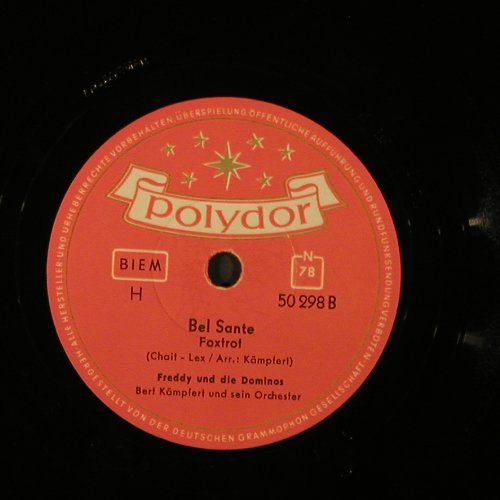 ALLE HERSTELLER- UND URHEBERRECHTE VORBEHALTEN. ÜBERSPIELUNG, ÖFFENTLICHE AUFFÜHRUNG UND RUNDFUNKSENDUNG VERBOTEN
polydor
BIEM
N
78
H
50 298 B
Bel Sante
Foxtrot
(Chait - Lex / Arr.: Kämpfert)
Freddy und die Dominos
Bert Kämpfert und sein Orchester
HERGESTELLT VON DER DEUTSCHEN GRAMMOPHON GESELLSCHAFT